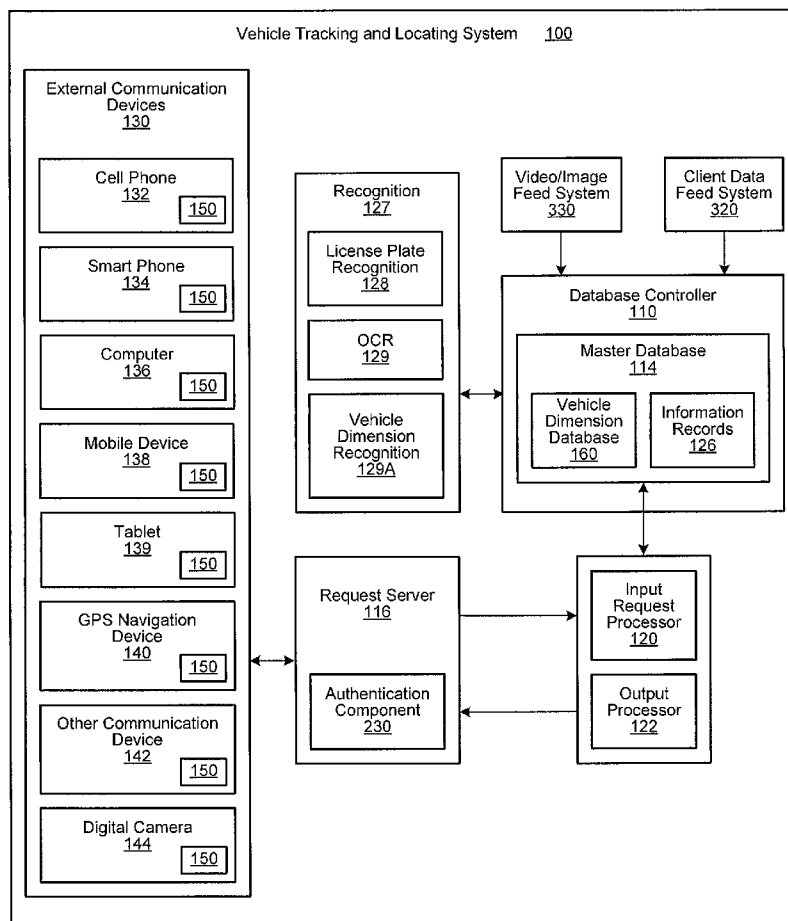 Vehicle Tracking and Locating System 100
External Communication
Devices
130
Cell Phone
132
150
Smart Phone
134
150
Computer
136
150
Mobile Device
138
150
Tablet
139
150
GPS Navigation
Device
140
150
Other Communication
Device
142
150
Digital Camera
144
150
Recognition
127
License Plate
Recognition
128
OCR
129
Vehicle
Dimension
Recognition
129A
Video/Image
Feed System
330
Client Data
Feed System
320
Database Controller
110
Master Database
114
Vehicle
Dimension
Database
160
Information
Records
126
Request Server
116
Authentication
Component
230
Input
Request
Processor
120
Output
Processor
122